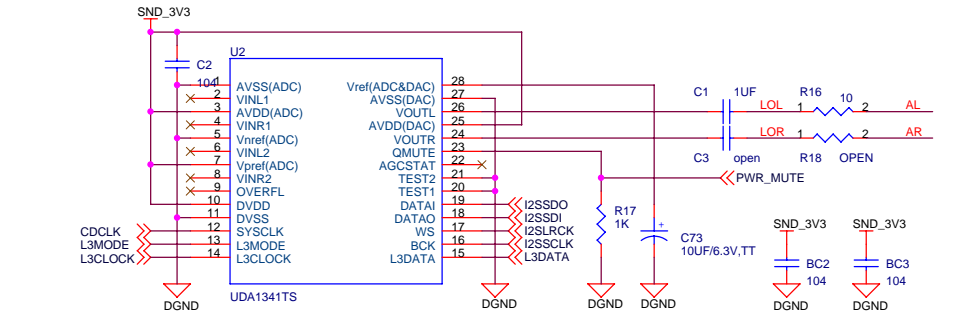 SND_3V3
U2
C2
104
1 AVSS(ADC) Vref(ADC&DAC) 28
2 VINL1 AVSS(DAC) 27
3 AVDD(ADC) VOUTL 26
4 VINR1 AVDD(DAC) 25
5 Vnref(ADC) VOUTR 24
6 VINL2 QMUTE 23
7 Vpref(ADC) AGCSTAT 22
8 VINR2 TEST2 21
9 OVERFL TEST1 20
10 DVDD DATAI 19 I2SSDO
11 DVSS DATAO 18 I2SSDI
CDCLK 12 SYSCLK WS 17 I2SLRCK
L3MODE 13 L3MODE BCK 16 I2SSCLK
L3CLOCK 14 L3CLOCK L3DATA 15 L3DATA
UDA1341TS
C1 1UF LOL R16 1 10 2 AL
C3 open LOR R18 1 OPEN 2 AR
PWR_MUTE
R17
1K
C73
+
10UF/6.3V,TT
SND_3V3 SND_3V3
BC2
104
BC3
104
DGND DGND DGND DGND DGND DGND